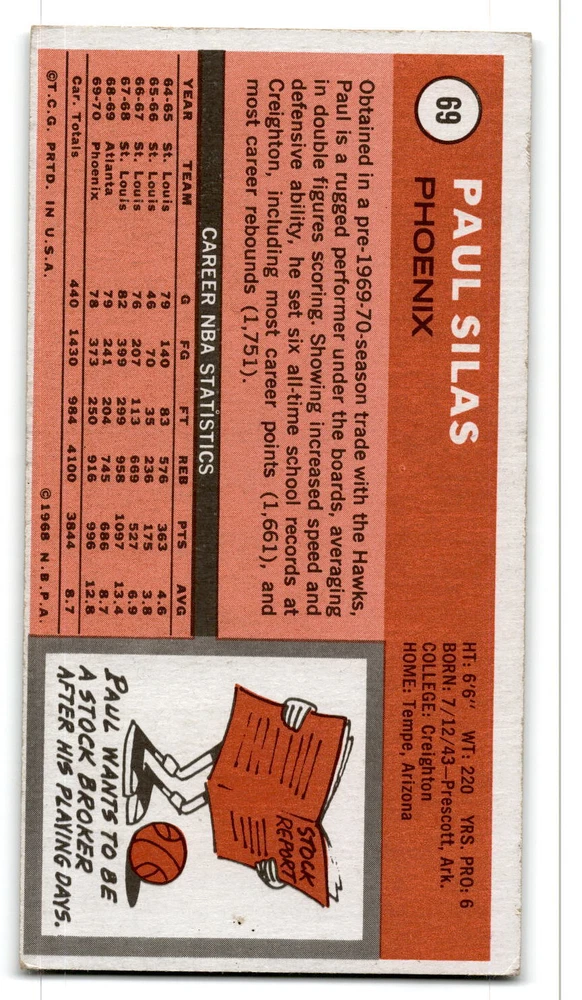 69
PAUL SILAS
PHOENIX
HT: 6'6" WT: 220 YRS. PRO: 6
BORN: 7/12/43—Prescott, Ark.
COLLEGE: Creighton
HOME: Tempe, Arizona
Obtained in a pre-1969-70-season trade with the Hawks,
Paul is a rugged performer under the boards, averaging
in double figures scoring. Showing increased speed and
defensive ability, he set six all-time school records at
Creighton, including most career points (1,661), and
most career rebounds (1,751).
CAREER NBA STATISTICS
YEAR TEAM G FG FT REB PTS AVG
64-65 St. Louis 79 140 83 576 363 4.6
65-66 St. Louis 46 70 35 236 175 3.8
66-67 St. Louis 76 207 113 669 527 6.9
67-68 St. Louis 82 399 299 958 1097 13.4
68-69 Atlanta 79 241 204 745 686 8.7
69-70 Phoenix 78 373 250 916 996 12.8
Car. Totals 440 1430 984 4100 3844 8.7
©T.C.G. PRTD. IN U.S.A. ©1968 N.B.P.A.
STOCK
REPORT
PAUL WANTS TO BE
A STOCK BROKER
AFTER HIS PLAYING DAYS.